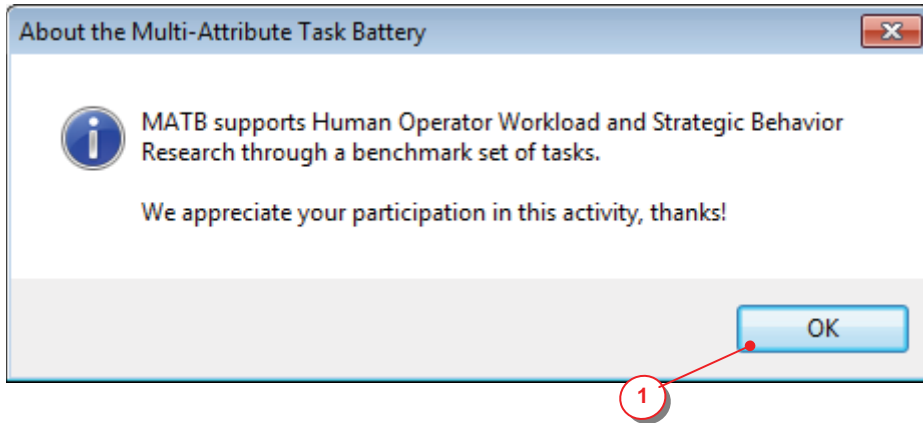 About the Multi-Attribute Task Battery
MATB supports Human Operator Workload and Strategic Behavior
Research through a benchmark set of tasks.
We appreciate your participation in this activity, thanks!
OK
1